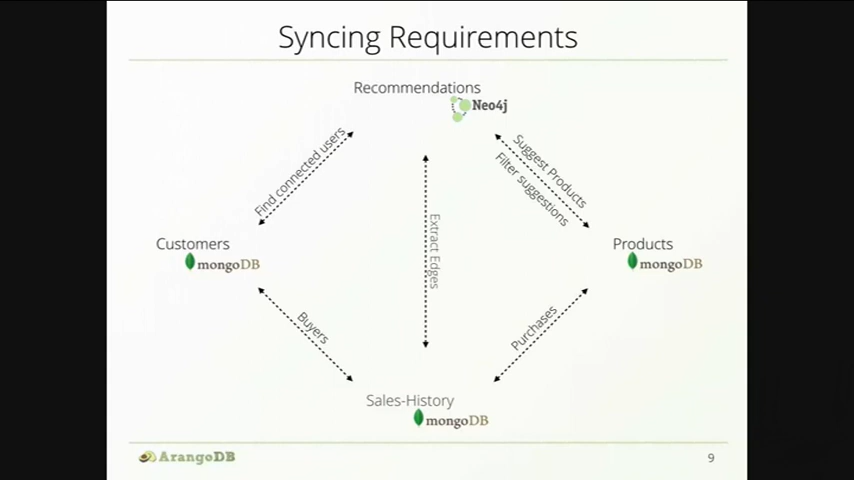 Syncing Requirements
Recommendations
Neo4j
Find connected users
Suggest Products
Filter suggestions
Extract Edges
Customers
mongoDB
Products
mongoDB
Buyers
Purchases
Sales-History
mongoDB
ArangoDB
9